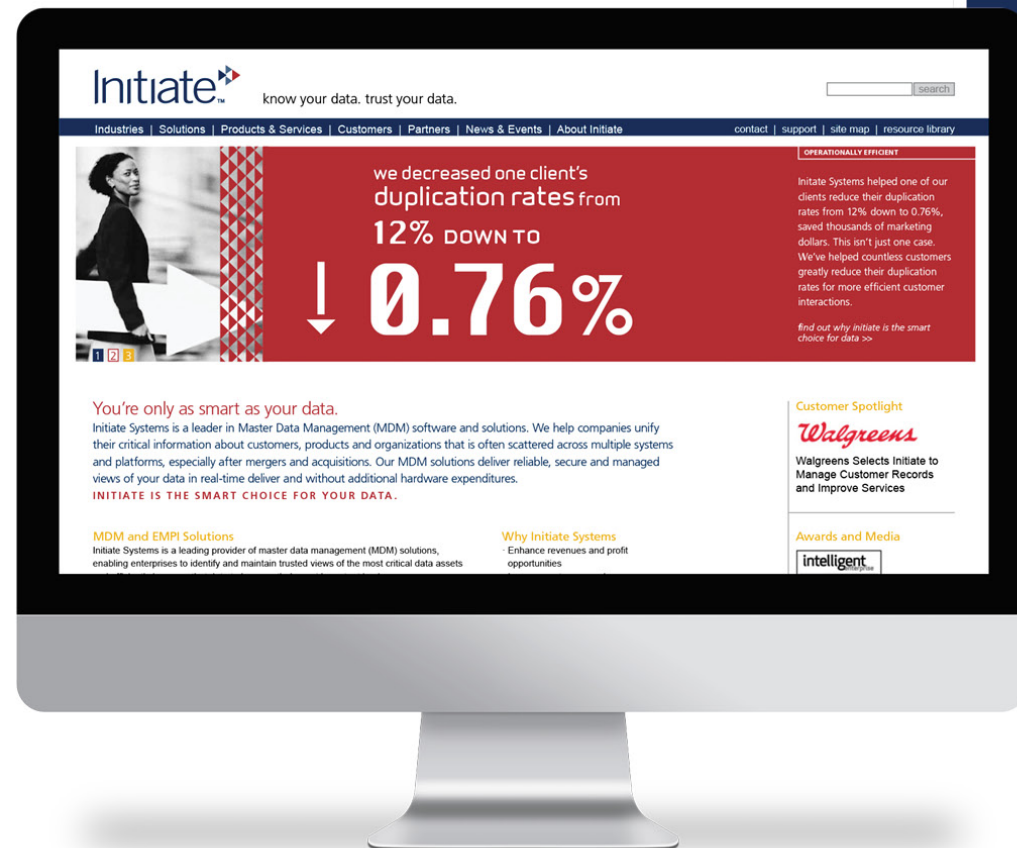 Initiate™
know your data. trust your data.
search
Industries | Solutions | Products & Services | Customers | Partners | News & Events | About Initiate
contact | support | site map | resource library
we decreased one client's
duplication rates from
12% DOWN TO
0.76%
1 2 3
OPERATIONALLY EFFICIENT
Initate Systems helped one of our
clients reduce their duplication
rates from 12% down to 0.76%,
saved thousands of marketing
dollars. This isn't just one case.
We've helped countless customers
greatly reduce their duplication
rates for more efficient customer
interactions.
find out why initiate is the smart
choice for data >>
You're only as smart as your data.
Initiate Systems is a leader in Master Data Management (MDM) software and solutions. We help companies unify
their critical information about customers, products and organizations that is often scattered across multiple systems
and platforms, especially after mergers and acquisitions. Our MDM solutions deliver reliable, secure and managed
views of your data in real-time deliver and without additional hardware expenditures.
INITIATE IS THE SMART CHOICE FOR YOUR DATA.
MDM and EMPI Solutions
Initiate Systems is a leading provider of master data management (MDM) solutions,
enabling enterprises to identify and maintain trusted views of the most critical data assets
Why Initiate Systems
· Enhance revenues and profit
opportunities
Customer Spotlight
Walgreens
Walgreens Selects Initiate to
Manage Customer Records
and Improve Services
Awards and Media
intelligent
enterprise